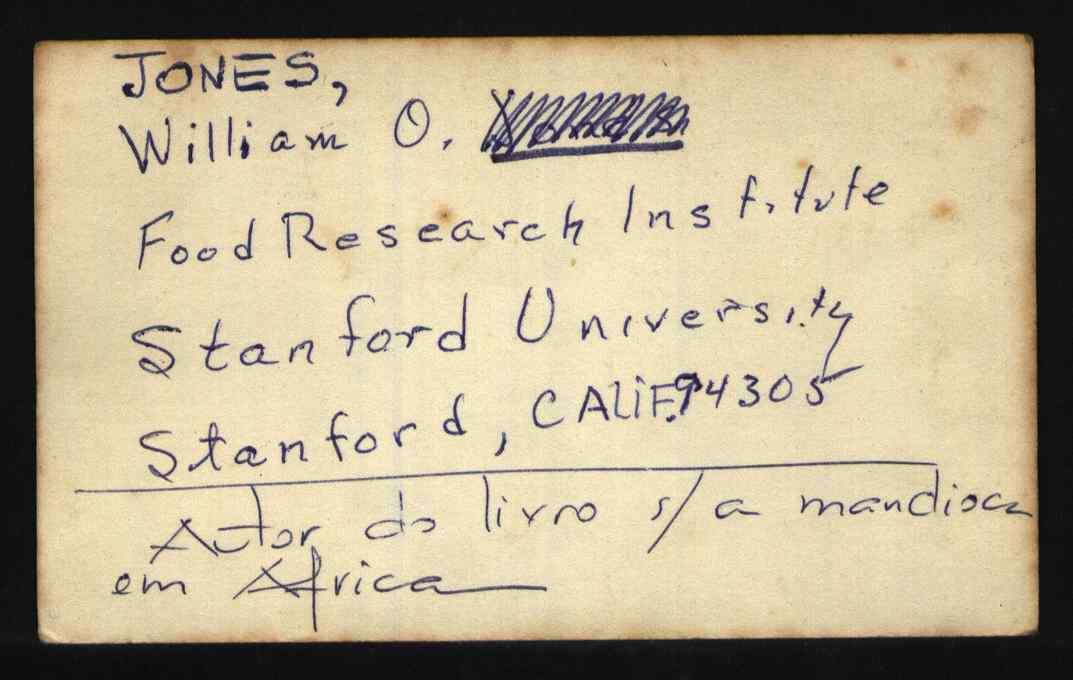 JONES,
William O.
Food Research Institute
Stanford University
Stanford, CALIF. 94305
Autor do livro s/ a mandioca
em Africa